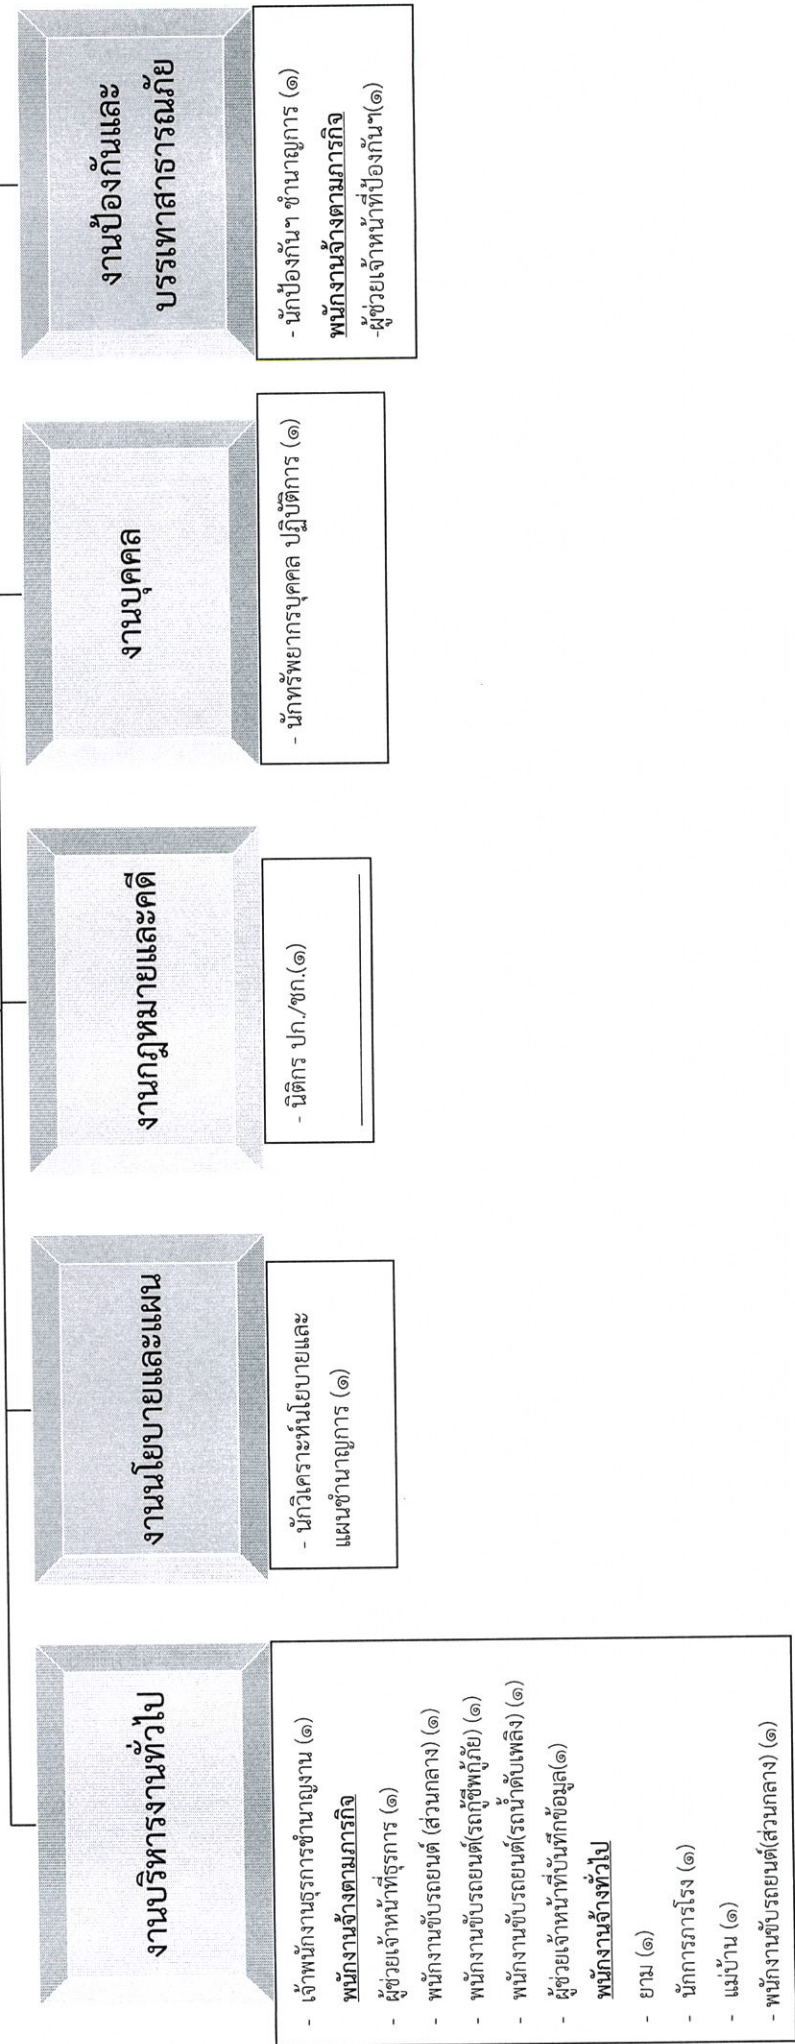 งานบริหารงานทั่วไป
- เจ้าพนักงานธุรการชำนาญงาน (๑)
พนักงานจ้างตามภารกิจ
- ผู้ช่วยเจ้าหน้าที่ธุรการ (๑)
- พนักงานขับรถยนต์ (ส่วนกลาง) (๑)
- พนักงานขับรถยนต์(รถกู้ชีพกู้ภัย) (๑)
- พนักงานขับรถยนต์(รถน้ำดับเพลิง) (๑)
- ผู้ช่วยเจ้าหน้าที่บันทึกข้อมูล(๑)
พนักงานจ้างทั่วไป
- ยาม (๑)
- นักการภารโรง (๑)
- แม่บ้าน (๑)
- พนักงานขับรถยนต์(ส่วนกลาง) (๑)
งานนโยบายและแผน
- นักวิเคราะห์นโยบายและ
แผนชำนาญการ (๑)
งานกฎหมายและคดี
- นิติกร ปก./ชก.(๑)
งานบุคคล
- นักทรัพยากรบุคคล ปฏิบัติการ (๑)
งานป้องกันและ
บรรเทาสาธารณภัย
- นักป้องกันฯ ชำนาญการ (๑)
พนักงานจ้างตามภารกิจ
-ผู้ช่วยเจ้าหน้าที่ป้องกันฯ(๑)